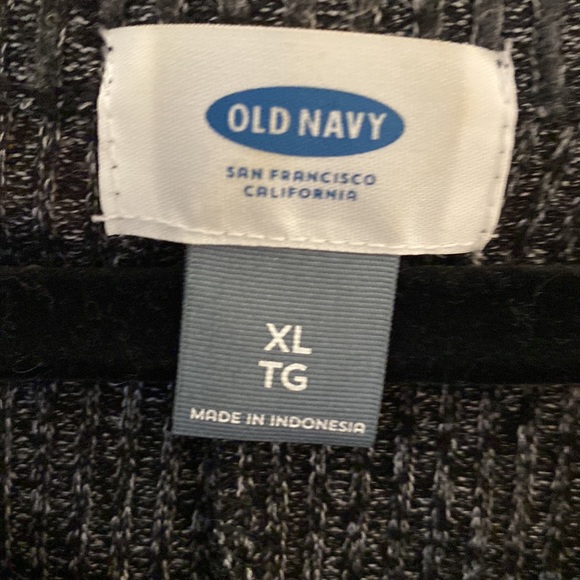 OLD NAVY
SAN FRANCISCO
CALIFORNIA
XL
TG
MADE IN INDONESIA